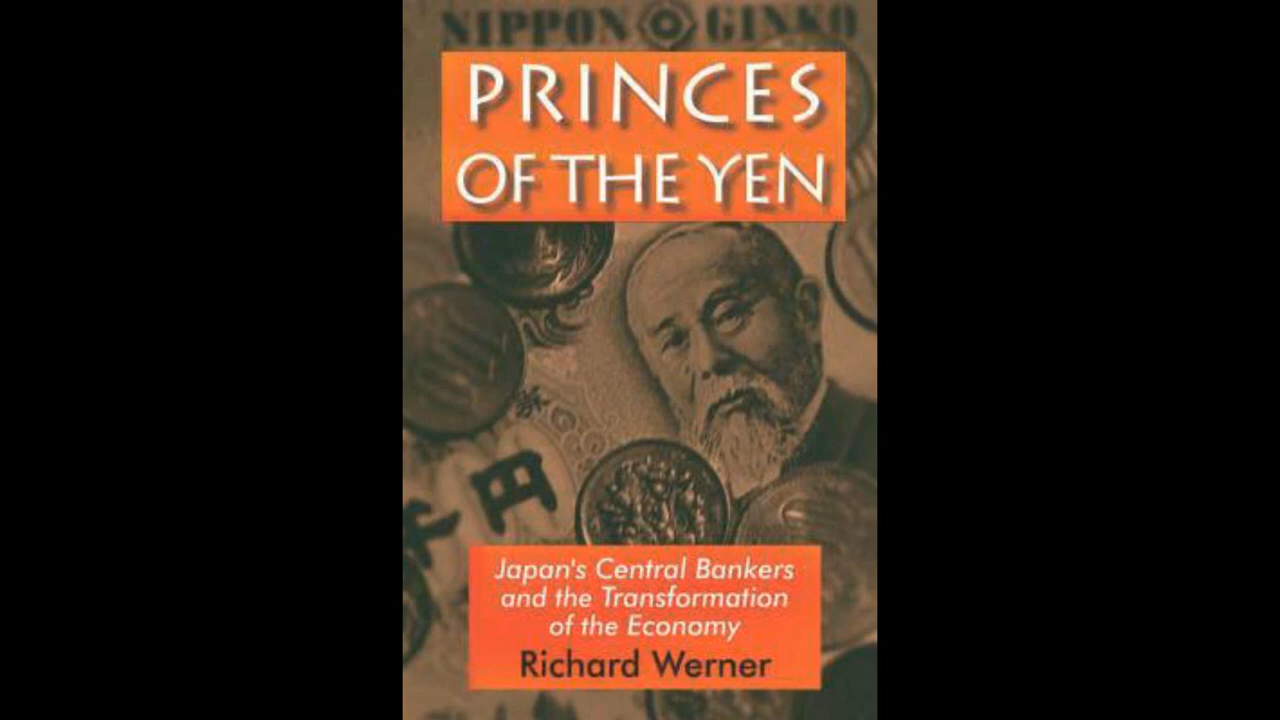 NIPPON GINKO
PRINCES
OF THE YEN
円
Japan's Central Bankers
and the Transformation
of the Economy
Richard Werner